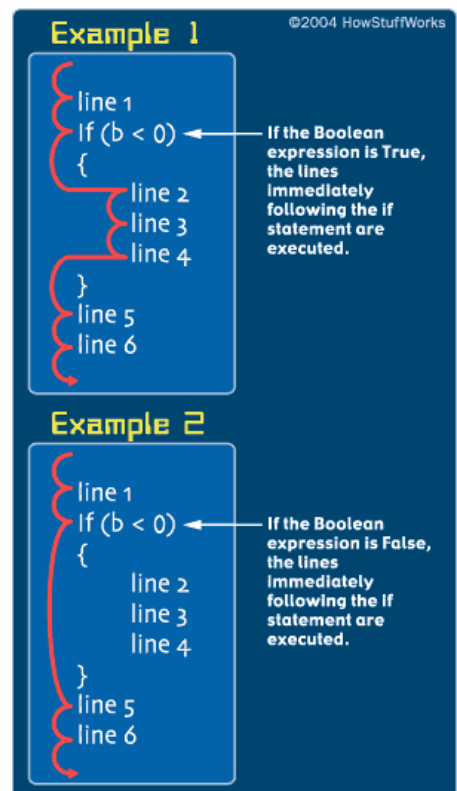 ©2004 HowStuffWorks
Example 1
line 1
If (b < 0)
{
line 2
line 3
line 4
}
line 5
line 6
If the Boolean
expression is True,
the lines
immediately
following the if
statement are
executed.
Example 2
line 1
If (b < 0)
{
line 2
line 3
line 4
}
line 5
line 6
If the Boolean
expression is False,
the lines
immediately
following the if
statement are
executed.